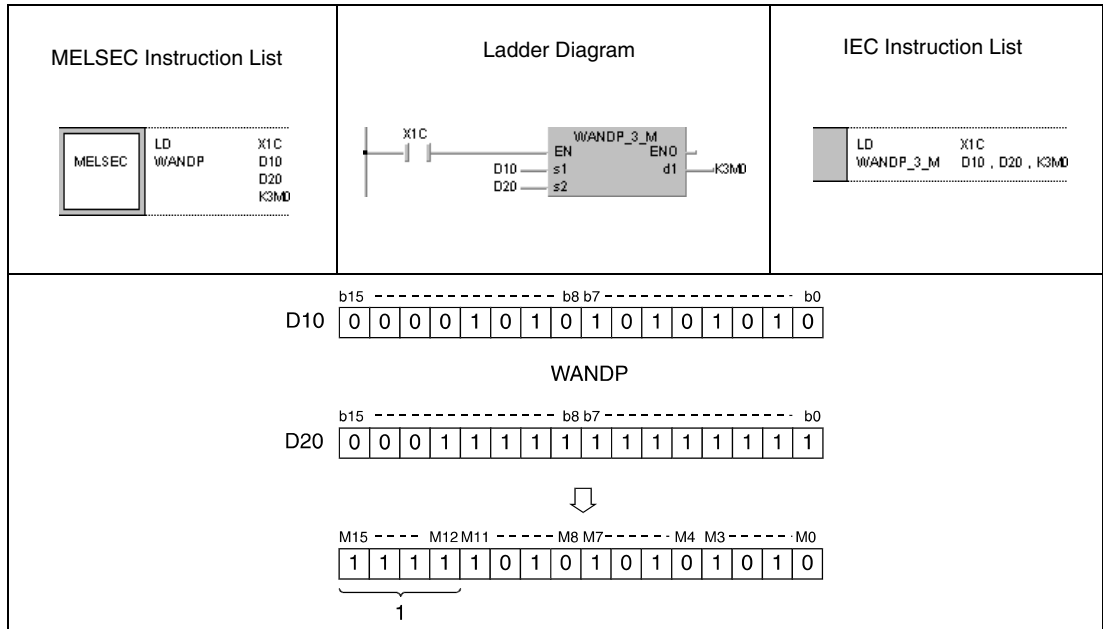 MELSEC Instruction List
Ladder Diagram
IEC Instruction List
MELSEC
LD X1C
WANDP D10
D20
K3M0
X1C
WANDP_3_M
EN ENO
D10 s1 d1 K3M0
D20 s2
LD X1C
WANDP_3_M D10 , D20 , K3M0
b15 b8 b7 b0
D10 0 0 0 0 1 0 1 0 1 0 1 0 1 0 1 0
WANDP
b15 b8 b7 b0
D20 0 0 0 1 1 1 1 1 1 1 1 1 1 1 1 1
M15 M12 M11 M8 M7 M4 M3 M0
1 1 1 1 1 0 1 0 1 0 1 0 1 0 1 0
1